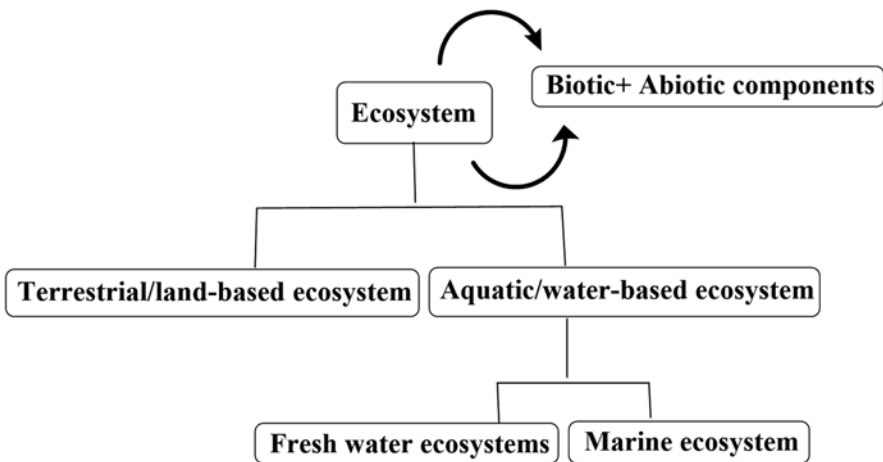 Biotic+ Abiotic components
Ecosystem
Terrestrial/land-based ecosystem
Aquatic/water-based ecosystem
Fresh water ecosystems
Marine ecosystem